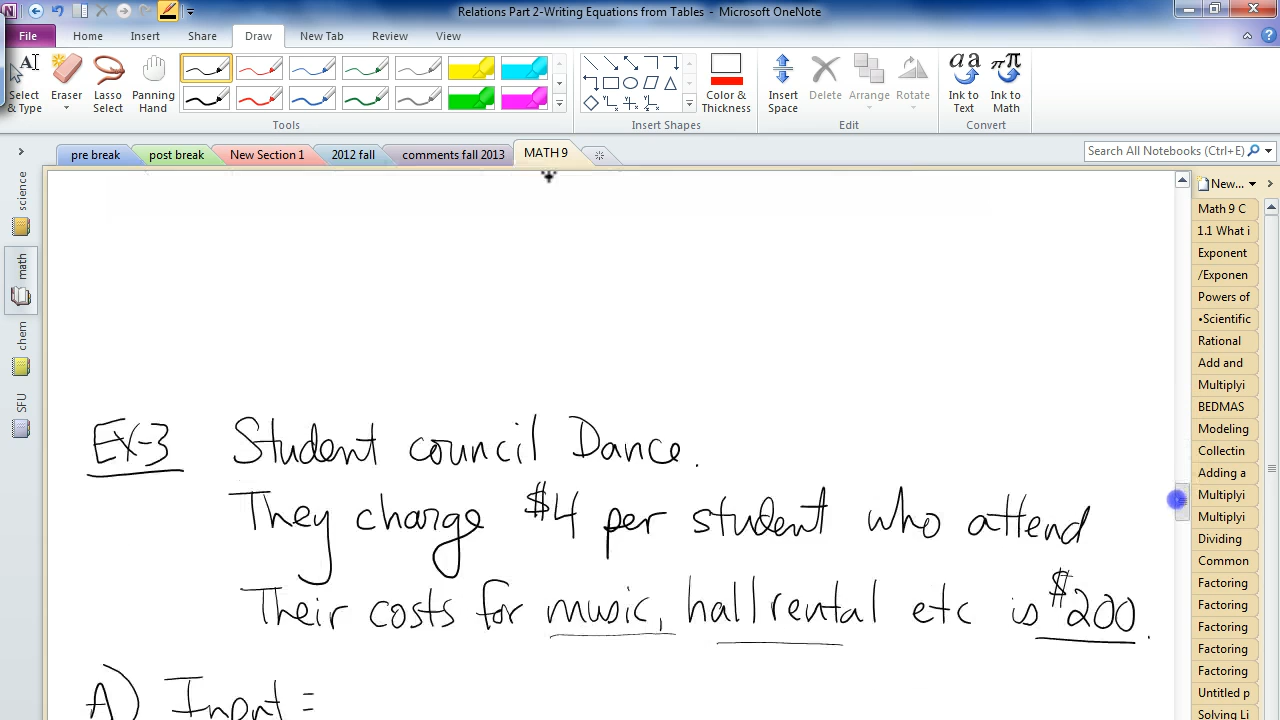 Relations Part 2-Writing Equations from Tables - Microsoft OneNote
File Home Insert Share Draw New Tab Review View
Select & Type
Eraser
Lasso Select
Panning Hand
Color & Thickness
Insert Space
Delete
Arrange
Rotate
Ink to Text
Ink to Math
Tools Insert Shapes Edit Convert
pre break post break New Section 1 2012 fall comments fall 2013 MATH 9
Search All Notebooks (Ctrl+E)
science
math
chem
SFU
EX-3 Student council Dance.
They charge $4 per student who attend
Their costs for music, hall rental etc is $200.
A) Input =
New...
Math 9 C
1.1 What i
Exponent
/Exponen
Powers of
•Scientific
Rational
Add and
Multiplyi
BEDMAS
Modeling
Collectin
Adding a
Multiplyi
Multiplyi
Dividing
Common
Factoring
Factoring
Factoring
Factoring
Factoring
Untitled p
Solving Li